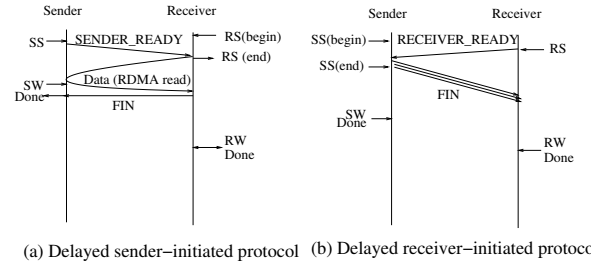 Sender Receiver
SS SENDER_READY RS(begin)
RS (end)
Data (RDMA read)
SW
Done
FIN
RW
Done
(a) Delayed sender-initiated protocol
Sender Receiver
SS(begin) RECEIVER_READY RS
SS(end)
FIN
SW
Done
RW
Done
(b) Delayed receiver-initiated protoco